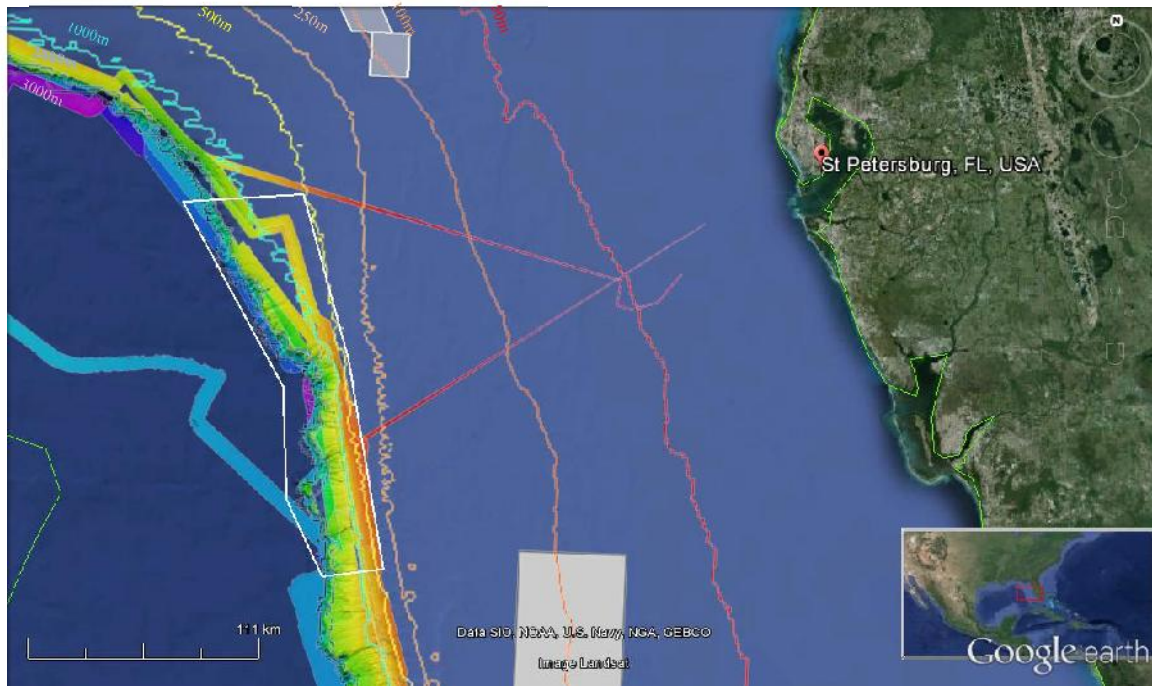 500m
250m
100m
1000m
N
3000m
St Petersburg, FL, USA
111 km
Data SIO, NOAA, U.S. Navy, NGA, GEBCO
Image Landsat
Google earth